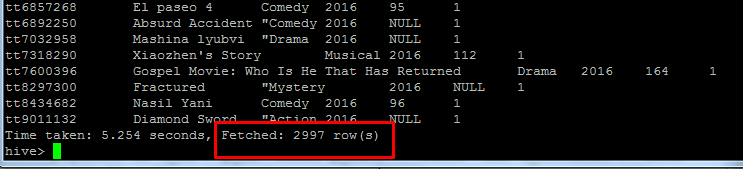 tt6857268 El paseo 4 Comedy 2016 95 1
tt6892250 Absurd Accident "Comedy 2016 NULL 1
tt7032958 Mashina lyubvi "Drama 2016 NULL 1
tt7318290 Xiaozhen's Story Musical 2016 112 1
tt7600396 Gospel Movie: Who Is He That Has Returned Drama 2016 164 1
tt8297300 Fractured "Mystery 2016 NULL 1
tt8434682 Nasil Yani Comedy 2016 96 1
tt9011132 Diamond Sword "Action 2016 NULL 1
Time taken: 5.254 seconds, Fetched: 2997 row(s)
hive>